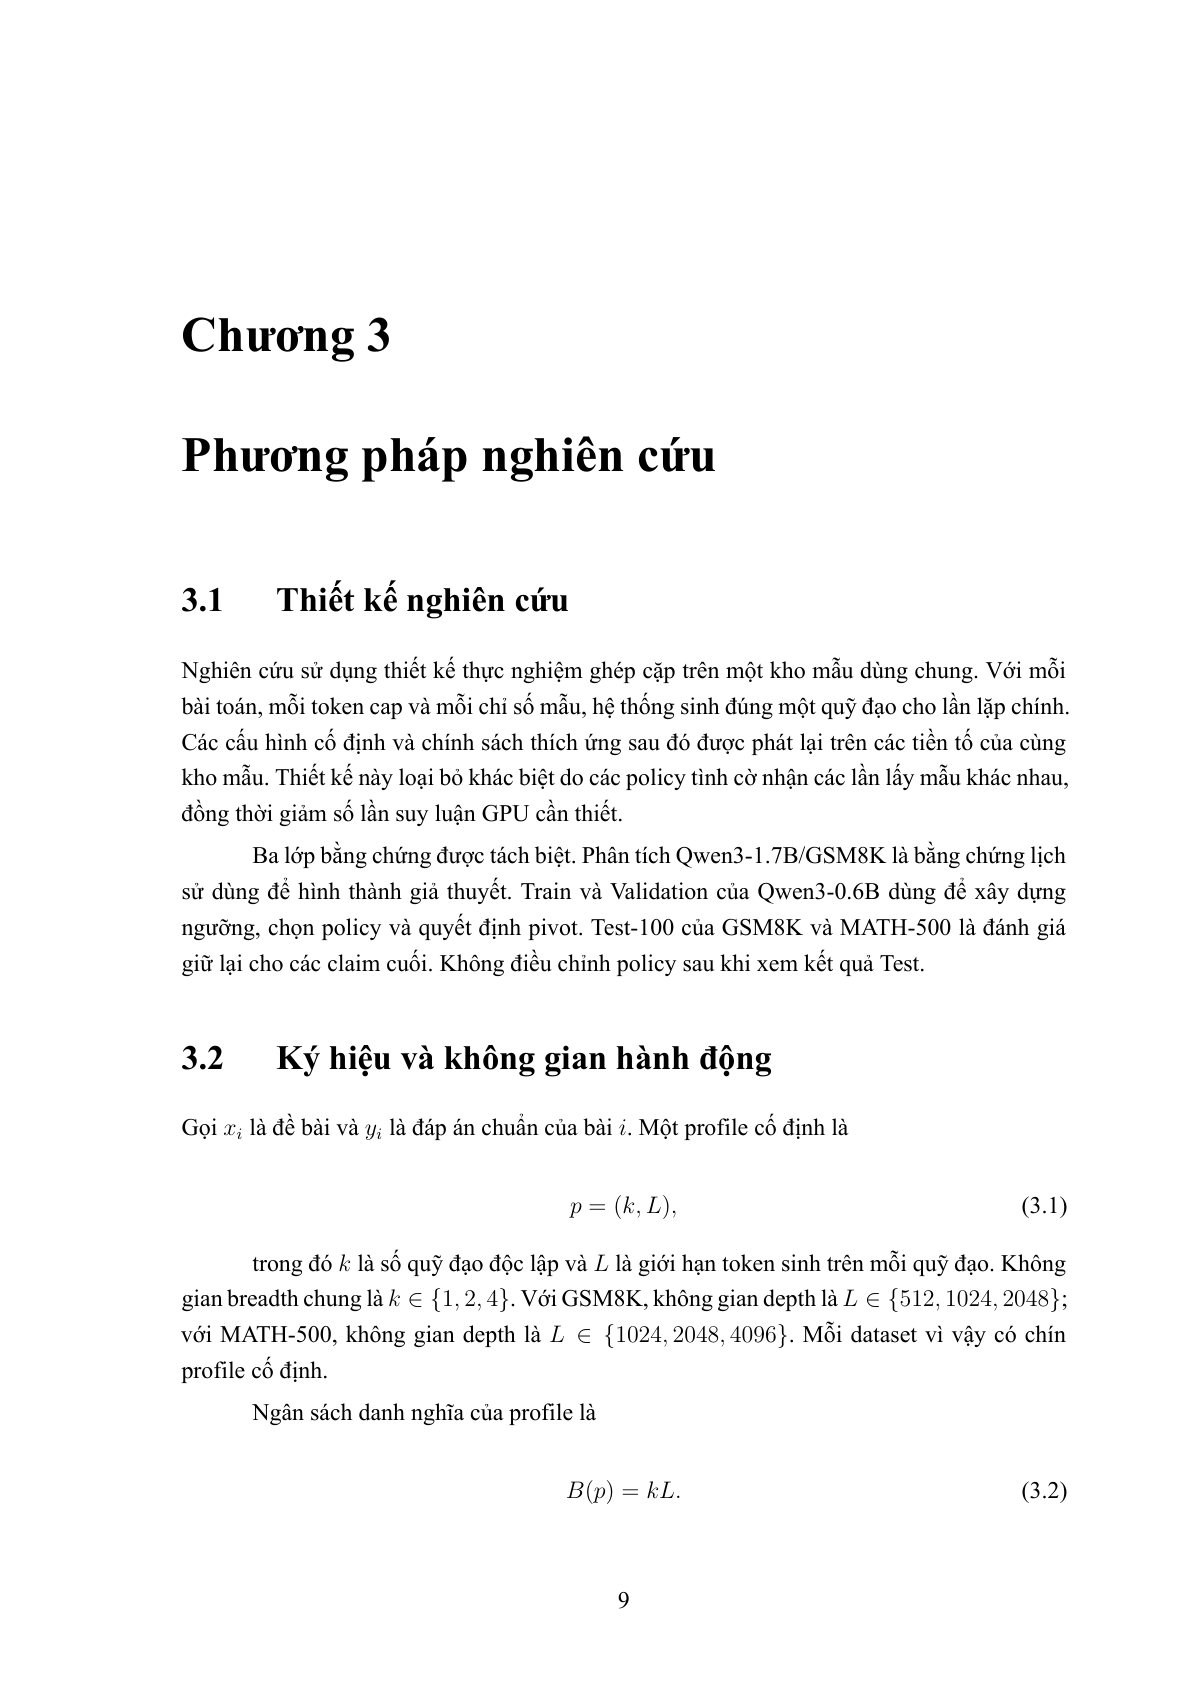 Chương 3
Phương pháp nghiên cứu
3.1 Thiết kế nghiên cứu
Nghiên cứu sử dụng thiết kế thực nghiệm ghép cặp trên một kho mẫu dùng chung. Với mỗi
bài toán, mỗi token cap và mỗi chỉ số mẫu, hệ thống sinh đúng một quỹ đạo cho lần lặp chính.
Các cấu hình cố định và chính sách thích ứng sau đó được phát lại trên các tiền tố của cùng
kho mẫu. Thiết kế này loại bỏ khác biệt do các policy tình cờ nhận các lần lấy mẫu khác nhau,
đồng thời giảm số lần suy luận GPU cần thiết.
Ba lớp bằng chứng được tách biệt. Phân tích Qwen3-1.7B/GSM8K là bằng chứng lịch
sử dùng để hình thành giả thuyết. Train và Validation của Qwen3-0.6B dùng để xây dựng
ngưỡng, chọn policy và quyết định pivot. Test-100 của GSM8K và MATH-500 là đánh giá
giữ lại cho các claim cuối. Không điều chỉnh policy sau khi xem kết quả Test.
3.2 Ký hiệu và không gian hành động
Gọi $x_i$ là đề bài và $y_i$ là đáp án chuẩn của bài $i$. Một profile cố định là
$p = (k, L),$ (3.1)
trong đó $k$ là số quỹ đạo độc lập và $L$ là giới hạn token sinh trên mỗi quỹ đạo. Không
gian breadth chung là $k \in \{1, 2, 4\}$. Với GSM8K, không gian depth là $L \in \{512, 1024, 2048\}$;
với MATH-500, không gian depth là $L \in \{1024, 2048, 4096\}$. Mỗi dataset vì vậy có chín
profile cố định.
Ngân sách danh nghĩa của profile là
$B(p) = kL.$ (3.2)
9